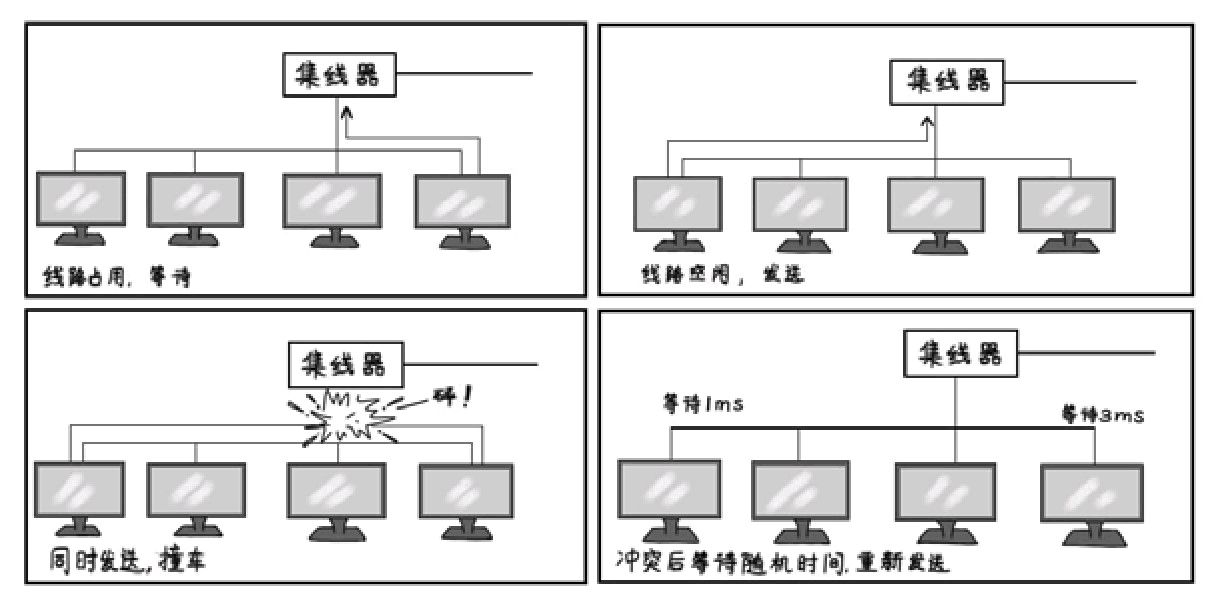 集线器
线路占用，等待
集线器
线路空闲，发送
集线器
砰！
同时发送，撞车
集线器
等待1ms
等待3ms
冲突后等待随机时间，重新发送